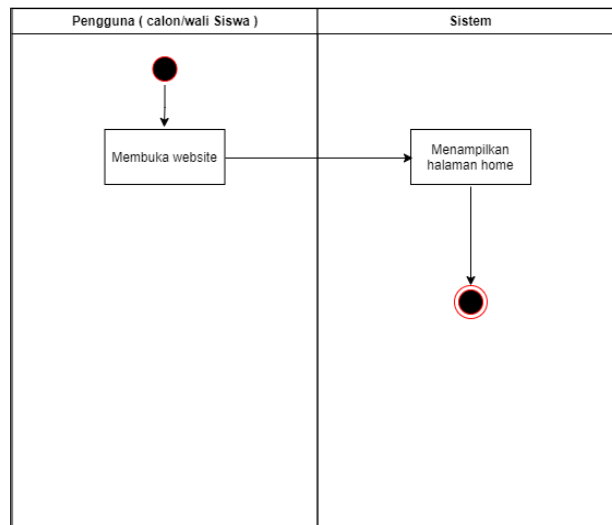 Pengguna ( calon/wali Siswa )
Sistem
Membuka website
Menampilkan
halaman home